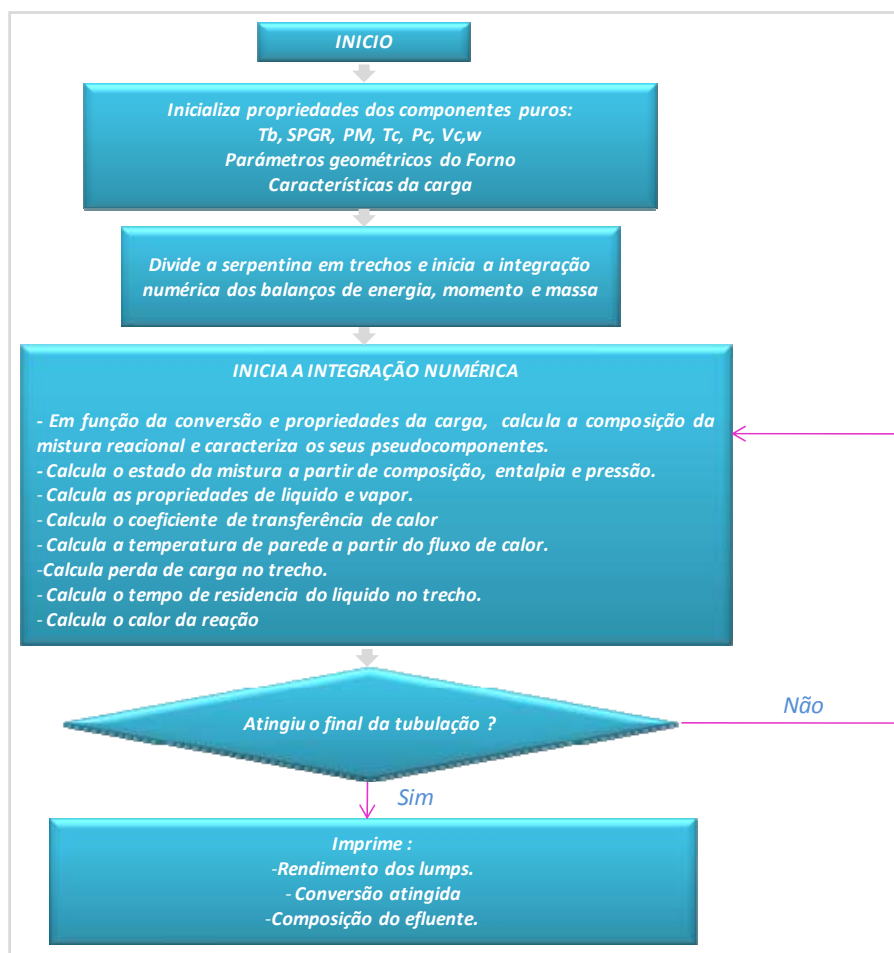 INICIO
Inicializa propriedades dos componentes puros:
Tb, SPGR, PM, Tc, Pc, Vc,w
Parámetros geométricos do Forno
Características da carga
Divide a serpentina em trechos e inicia a integração
numérica dos balanços de energia, momento e massa
INICIA A INTEGRAÇÃO NUMÉRICA
- Em função da conversão e propriedades da carga, calcula a composição da
mistura reacional e caracteriza os seus pseudocomponentes.
- Calcula o estado da mistura a partir de composição, entalpia e pressão.
- Calcula as propriedades de liquido e vapor.
- Calcula o coeficiente de transferência de calor
- Calcula a temperatura de parede a partir do fluxo de calor.
-Calcula perda de carga no trecho.
- Calcula o tempo de residencia do liquido no trecho.
- Calcula o calor da reação
Atingiu o final da tubulação ?
Não
Sim
Imprime :
-Rendimento dos lumps.
- Conversão atingida
-Composição do efluente.